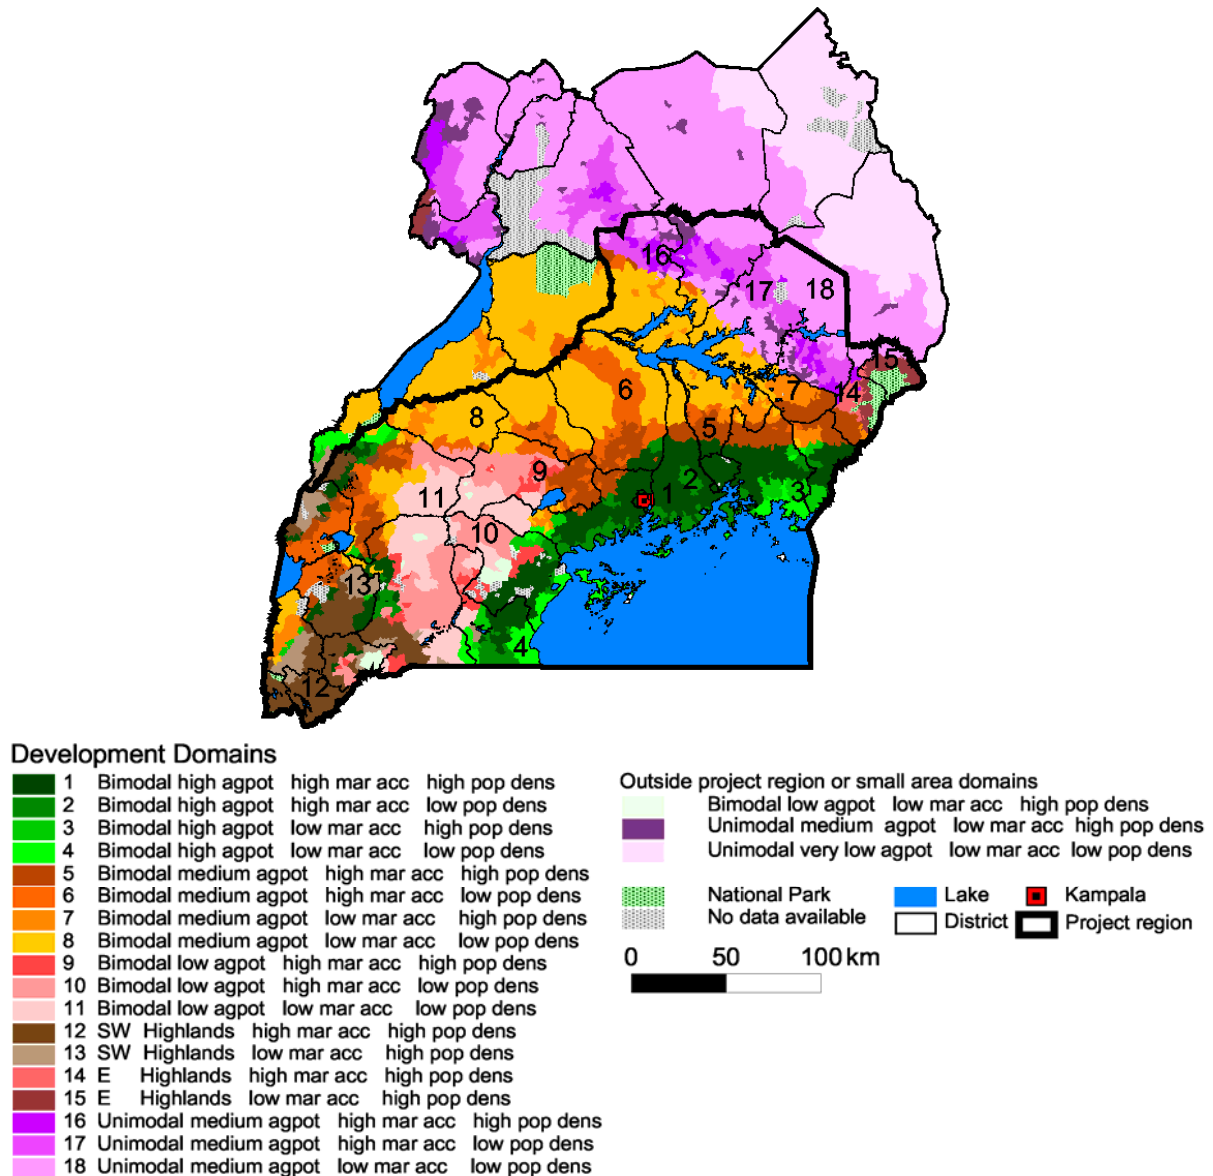 16
17
18
15
14
7
6
8
5
9
11
2
1
3
10
13
4
12
Development Domains
1 Bimodal high agpot high mar acc high pop dens
2 Bimodal high agpot high mar acc low pop dens
3 Bimodal high agpot low mar acc high pop dens
4 Bimodal high agpot low mar acc low pop dens
5 Bimodal medium agpot high mar acc high pop dens
6 Bimodal medium agpot high mar acc low pop dens
7 Bimodal medium agpot low mar acc high pop dens
8 Bimodal medium agpot low mar acc low pop dens
9 Bimodal low agpot high mar acc high pop dens
10 Bimodal low agpot high mar acc low pop dens
11 Bimodal low agpot low mar acc low pop dens
12 SW Highlands high mar acc high pop dens
13 SW Highlands low mar acc high pop dens
14 E Highlands high mar acc high pop dens
15 E Highlands low mar acc high pop dens
16 Unimodal medium agpot high mar acc high pop dens
17 Unimodal medium agpot high mar acc low pop dens
18 Unimodal medium agpot low mar acc low pop dens
Outside project region or small area domains
Bimodal low agpot low mar acc high pop dens
Unimodal medium agpot low mar acc high pop dens
Unimodal very low agpot low mar acc low pop dens
National Park
No data available
Lake
District
Kampala
Project region
0 50 100 km